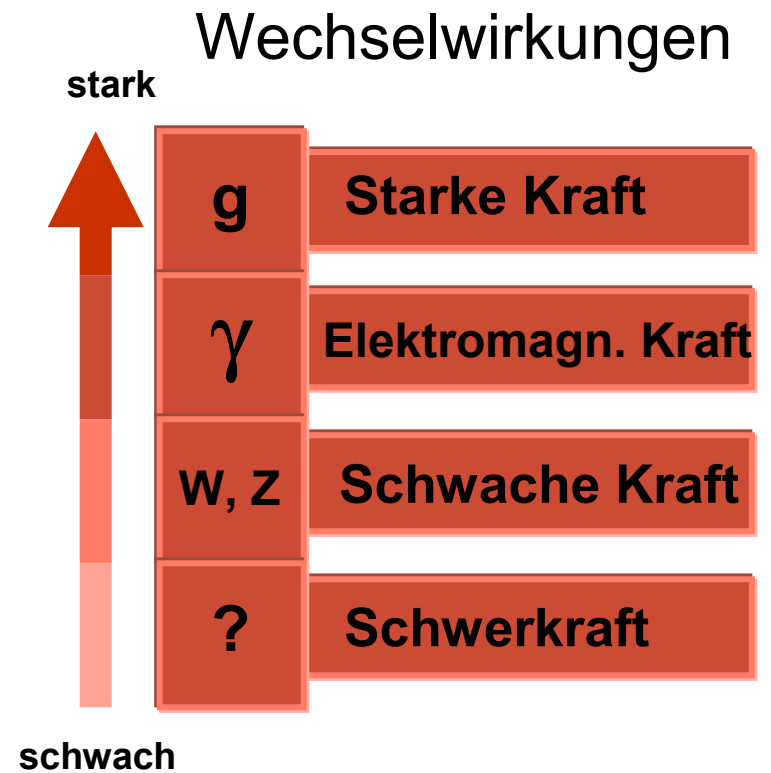 Wechselwirkungen
stark
g Starke Kraft
γ Elektromagn. Kraft
W, Z Schwache Kraft
? Schwerkraft
schwach